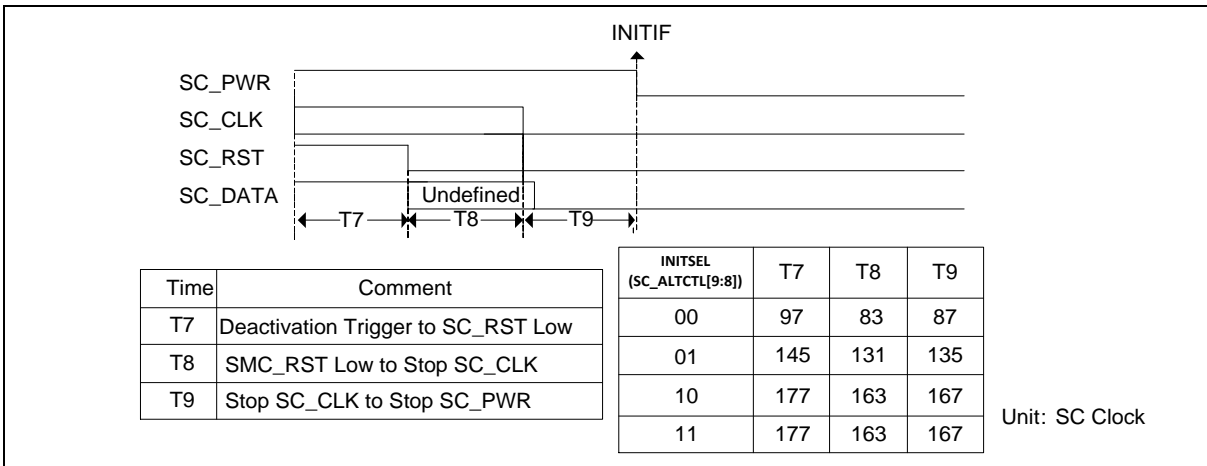 INITIF
SC_PWR
SC_CLK
SC_RST
SC_DATA
Undefined
T7 T8 T9
Time Comment
T7 Deactivation Trigger to SC_RST Low
T8 SMC_RST Low to Stop SC_CLK
T9 Stop SC_CLK to Stop SC_PWR
INITSEL
(SC_ALTCTL[9:8]) T7 T8 T9
00 97 83 87
01 145 131 135
10 177 163 167
11 177 163 167
Unit: SC Clock